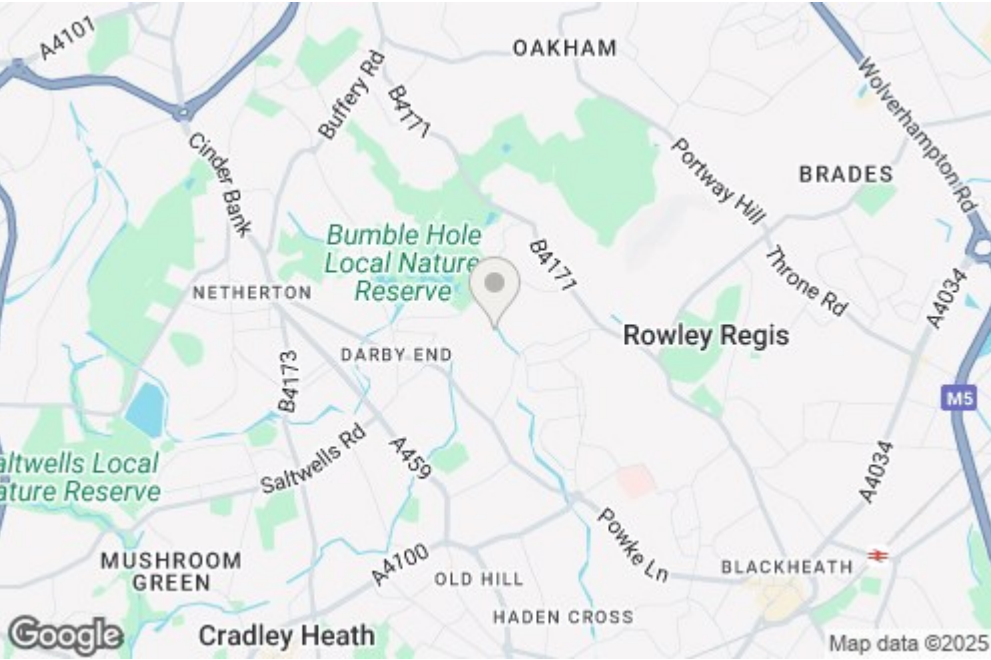 A4101
OAKHAM
Buffery Rd
B4171
Wolverhampton Rd
Cinder Bank
Portway Hill
BRADES
Bumble Hole
Local Nature
Reserve
B4171
Throne Rd
NETHERTON
A4034
Rowley Regis
DARBY END
B4173
M5
A459
Saltwells Rd
altwells Local
ature Reserve
A4034
Powke Ln
MUSHROOM
GREEN
A4100
OLD HILL
BLACKHEATH
HADEN CROSS
Google
Cradley Heath
Map data ©2025